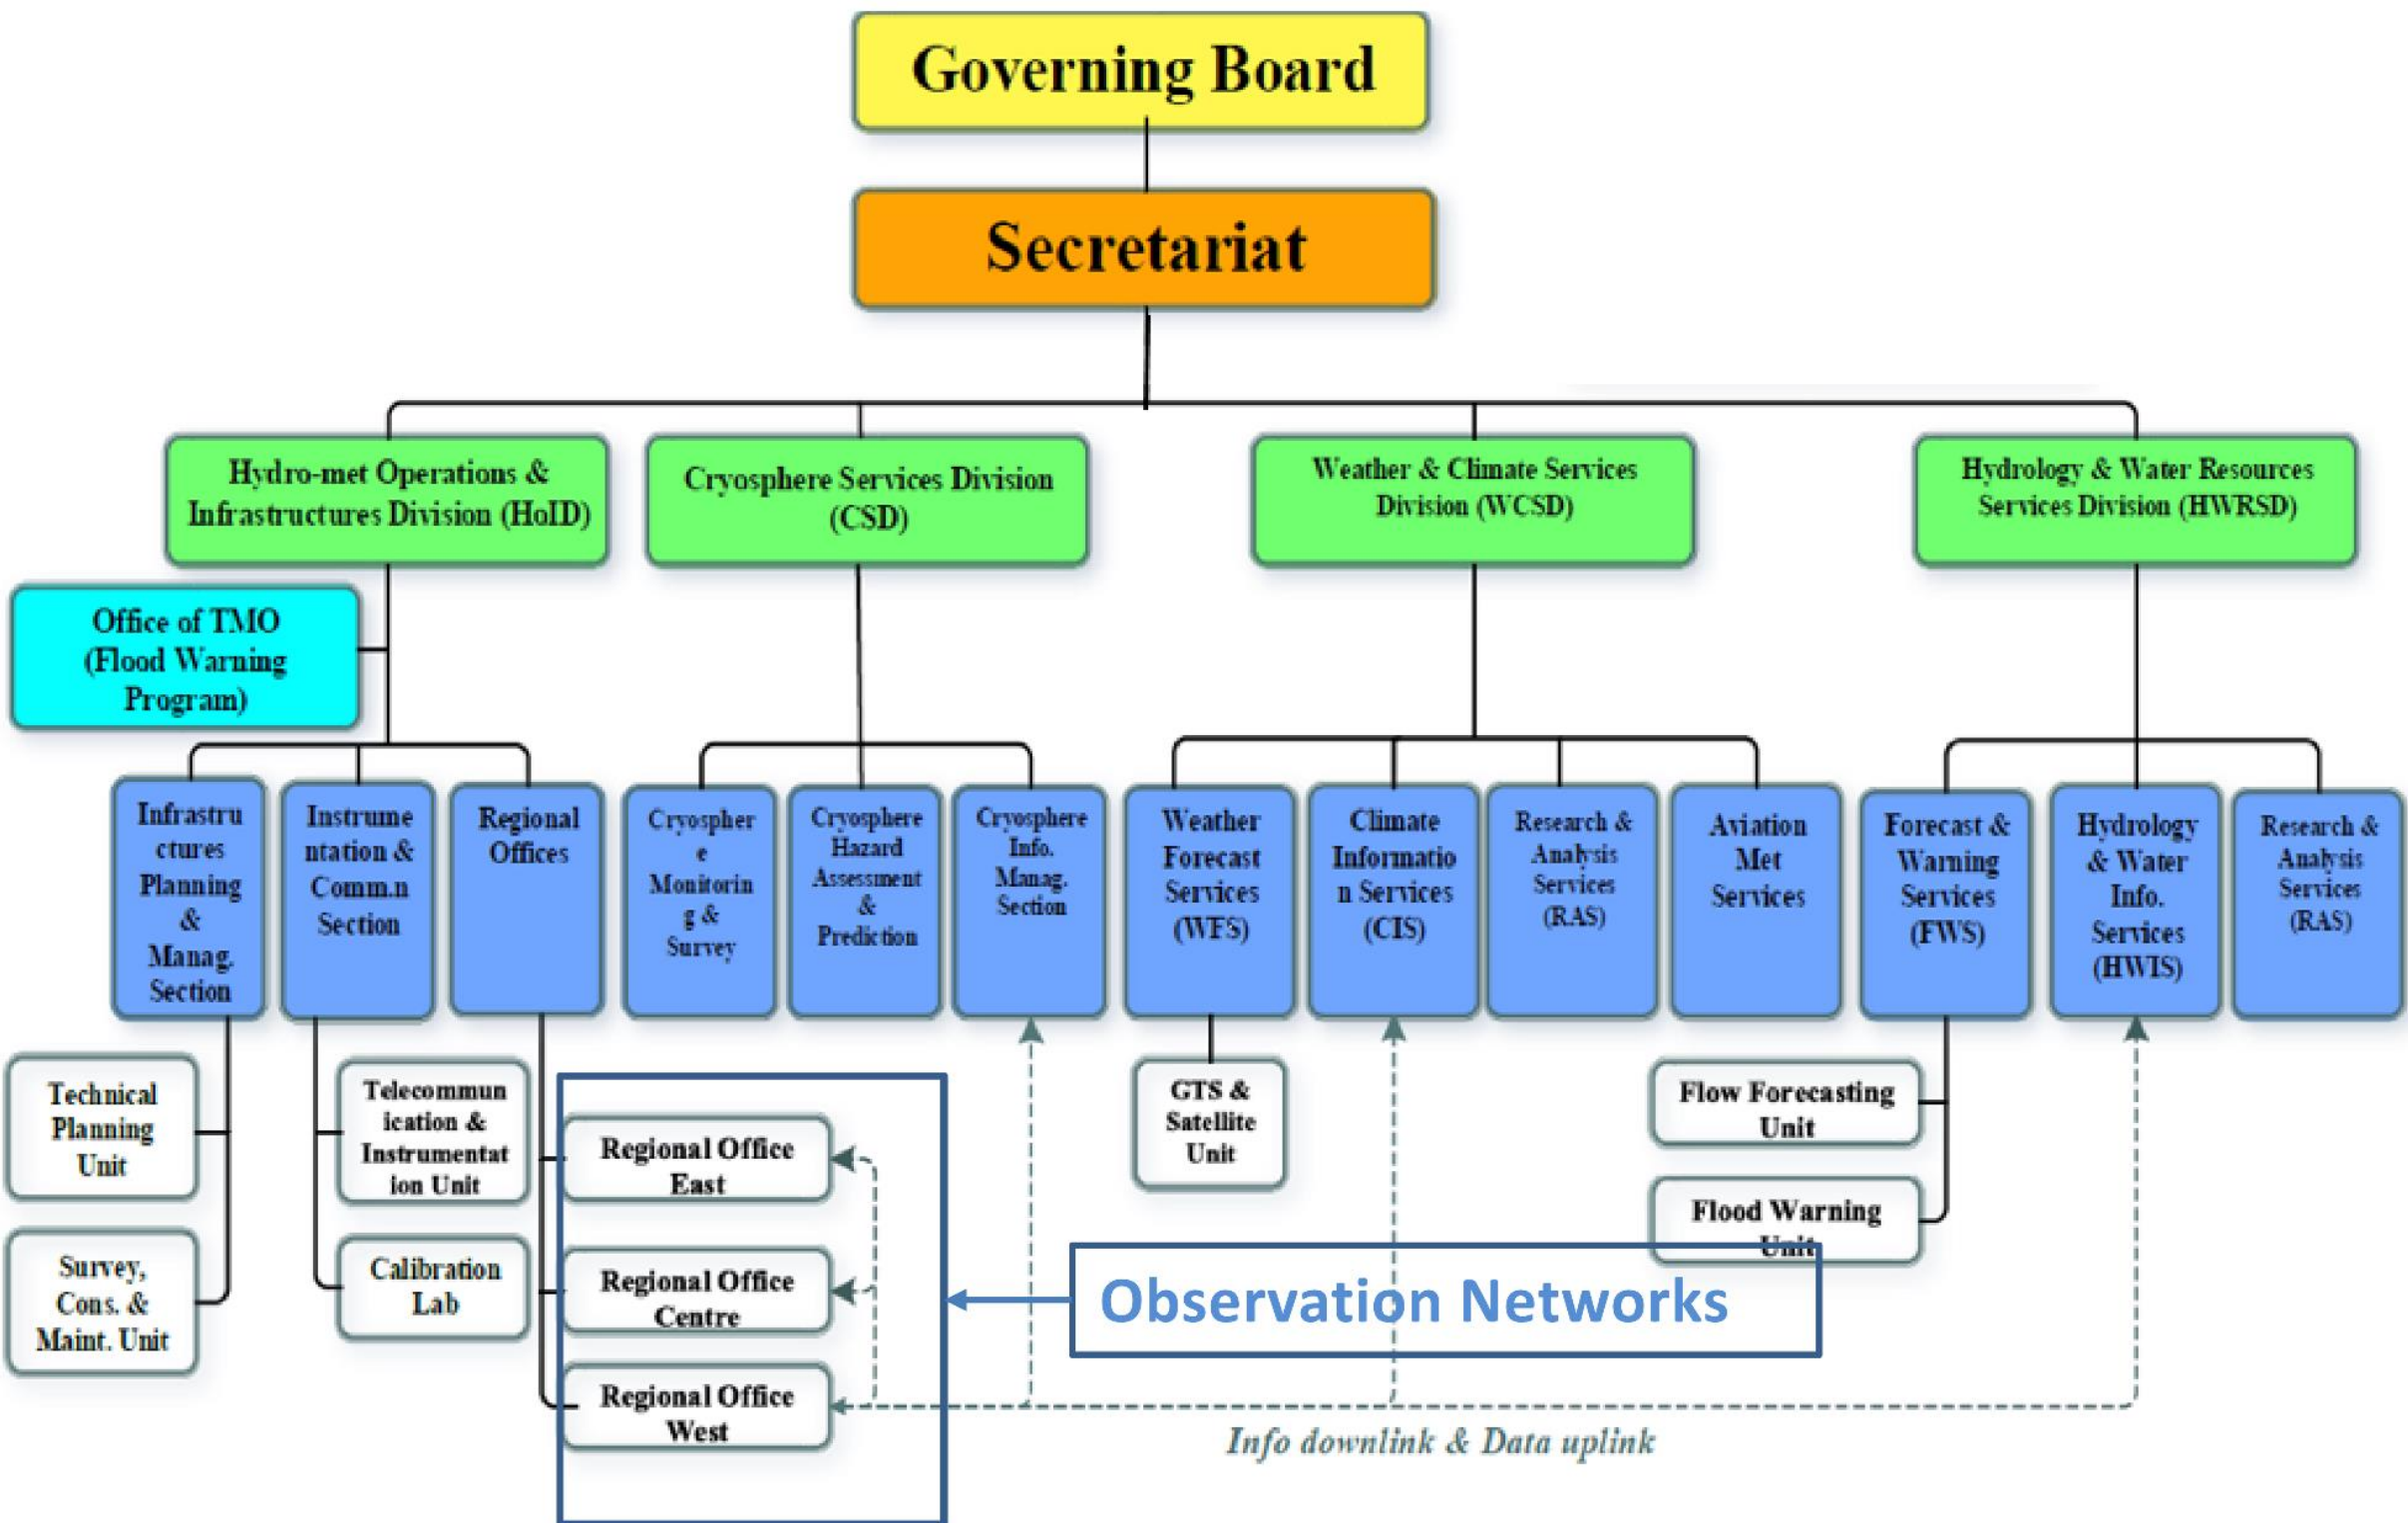 Governing Board
Secretariat
Hydro-met Operations &
Infrastructures Division (HoID)
Cryosphere Services Division
(CSD)
Weather & Climate Services
Division (WCSD)
Hydrology & Water Resources
Services Division (HWRSD)
Office of TMO
(Flood Warning
Program)
Infrastru
ctures
Planning
&
Manag.
Section
Instrume
ntation &
Comm.n
Section
Regional
Offices
Cryospher
e
Monitorin
g &
Survey
Cryosphere
Hazard
Assessment
&
Prediction
Cryosphere
Info.
Manag.
Section
Weather
Forecast
Services
(WFS)
Climate
Informatio
n Services
(CIS)
Research &
Analysis
Services
(RAS)
Aviation
Met
Services
Forecast &
Warning
Services
(FWS)
Hydrology
& Water
Info.
Services
(HWIS)
Research &
Analysis
Services
(RAS)
Technical
Planning
Unit
Survey,
Cons. &
Maint. Unit
Telecommun
ication &
Instrumentat
ion Unit
Calibration
Lab
Regional Office
East
Regional Office
Centre
Regional Office
West
GTS &
Satellite
Unit
Flow Forecasting
Unit
Flood Warning
Unit
Observation Networks
Info downlink & Data uplink